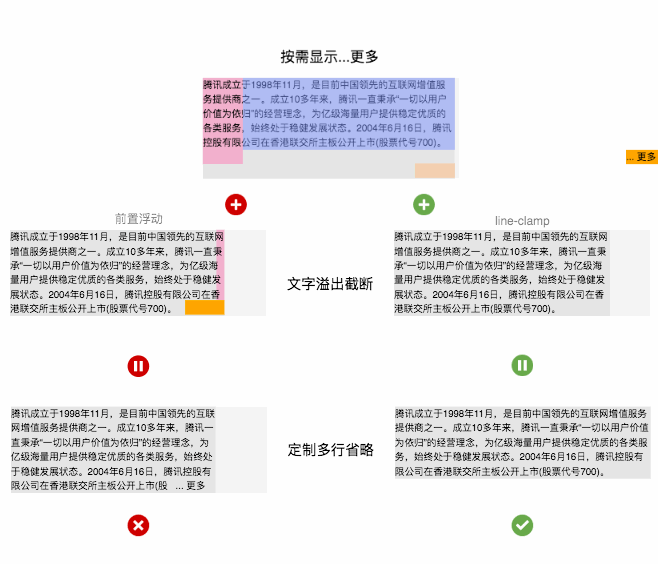 按需显示...更多
腾讯成立于1998年11月，是目前中国领先的互联网增值服
务提供商之一。成立10多年来，腾讯一直秉承“一切以用户
价值为依归”的经营理念，为亿级海量用户提供稳定优质的
各类服务，始终处于稳健发展状态。2004年6月16日，腾讯
控股有限公司在香港联交所主板公开上市(股票代号700)。
... 更多
前置浮动
line-clamp
腾讯成立于1998年11月，是目前中国领先的互联网
增值服务提供商之一。成立10多年来，腾讯一直秉
承“一切以用户价值为依归”的经营理念，为亿级海
量用户提供稳定优质的各类服务，始终处于稳健发
展状态。2004年6月16日，腾讯控股有限公司在香
港联交所主板公开上市(股票代号700)。
文字溢出截断
腾讯成立于1998年11月，是目前中国领先的互联网
增值服务提供商之一。成立10多年来，腾讯一直秉
承“一切以用户价值为依归”的经营理念，为亿级海
量用户提供稳定优质的各类服务，始终处于稳健发
展状态。2004年6月16日，腾讯控股有限公司在香
港联交所主板公开上市(股票代号700)。
腾讯成立于1998年11月，是目前中国领先的互联
网增值服务提供商之一。成立10多年来，腾讯一
直秉承“一切以用户价值为依归”的经营理念，为
亿级海量用户提供稳定优质的各类服务，始终处
于稳健发展状态。2004年6月16日，腾讯控股有
限公司在香港联交所主板公开上市(股 ... 更多
定制多行省略
腾讯成立于1998年11月，是目前中国领先的互联网增值服
务提供商之一。成立10多年来，腾讯一直秉承“一切以用户价值
为依归”的经营理念，为亿级海量用户提供稳定优质的各类服
务，始终处于稳健发展状态。2004年6月16日，腾讯控股有限
公司在香港联交所主板公开上市(股票代号700)。